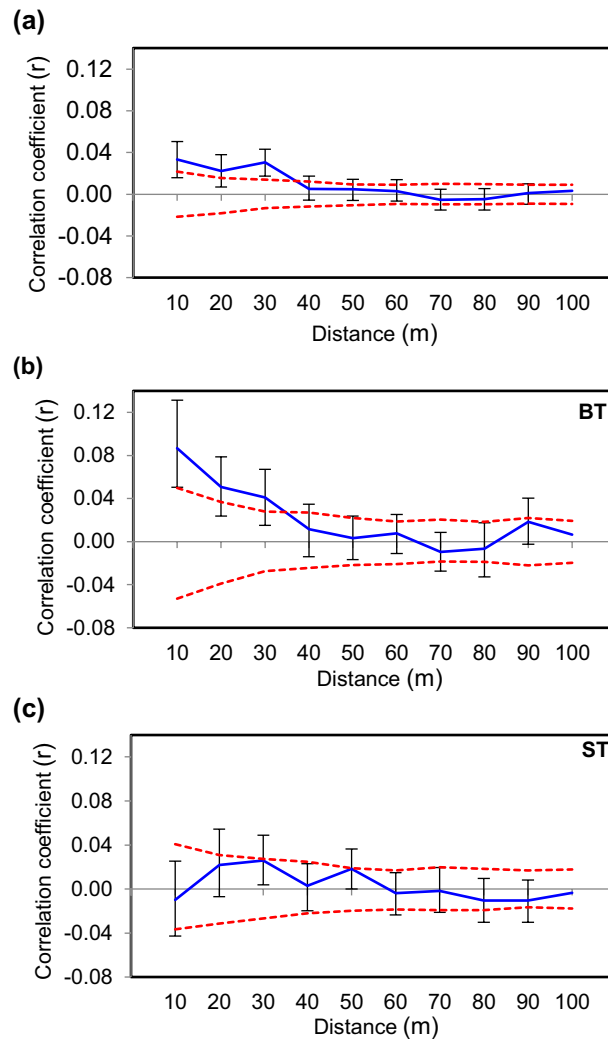 (a)
Correlation coefficient (r)
0.12
0.08
0.04
0.00
-0.04
-0.08
10 20 30 40 50 60 70 80 90 100
Distance (m)
(b)
BT
Correlation coefficient (r)
0.12
0.08
0.04
0.00
-0.04
-0.08
10 20 30 40 50 60 70 80 90 100
Distance (m)
(c)
ST
Correlation coefficient (r)
0.12
0.08
0.04
0.00
-0.04
-0.08
10 20 30 40 50 60 70 80 90 100
Distance (m)